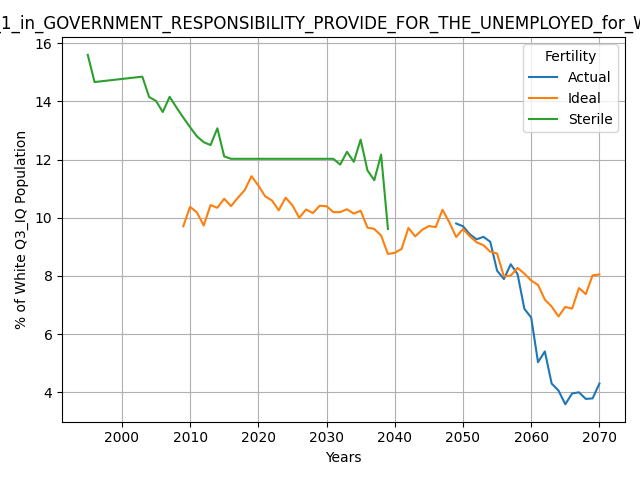 _1_in_GOVERNMENT_RESPONSIBILITY_PROVIDE_FOR_THE_UNEMPLOYED_for_W
Fertility
Actual
Ideal
Sterile
% of White Q3_IQ Population
16
14
12
10
8
6
4
2000 2010 2020 2030 2040 2050 2060 2070
Years